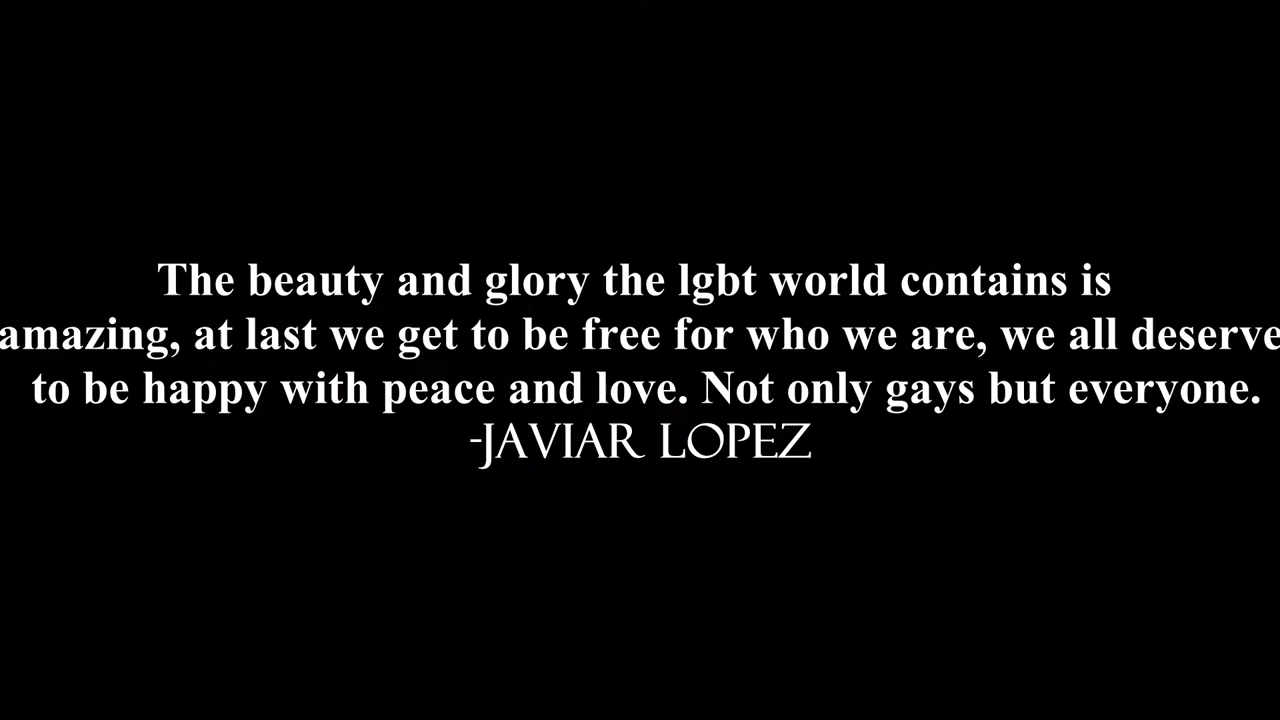 The beauty and glory the lgbt world contains is
amazing, at last we get to be free for who we are, we all deserve
to be happy with peace and love. Not only gays but everyone.
-JAVIAR LOPEZ